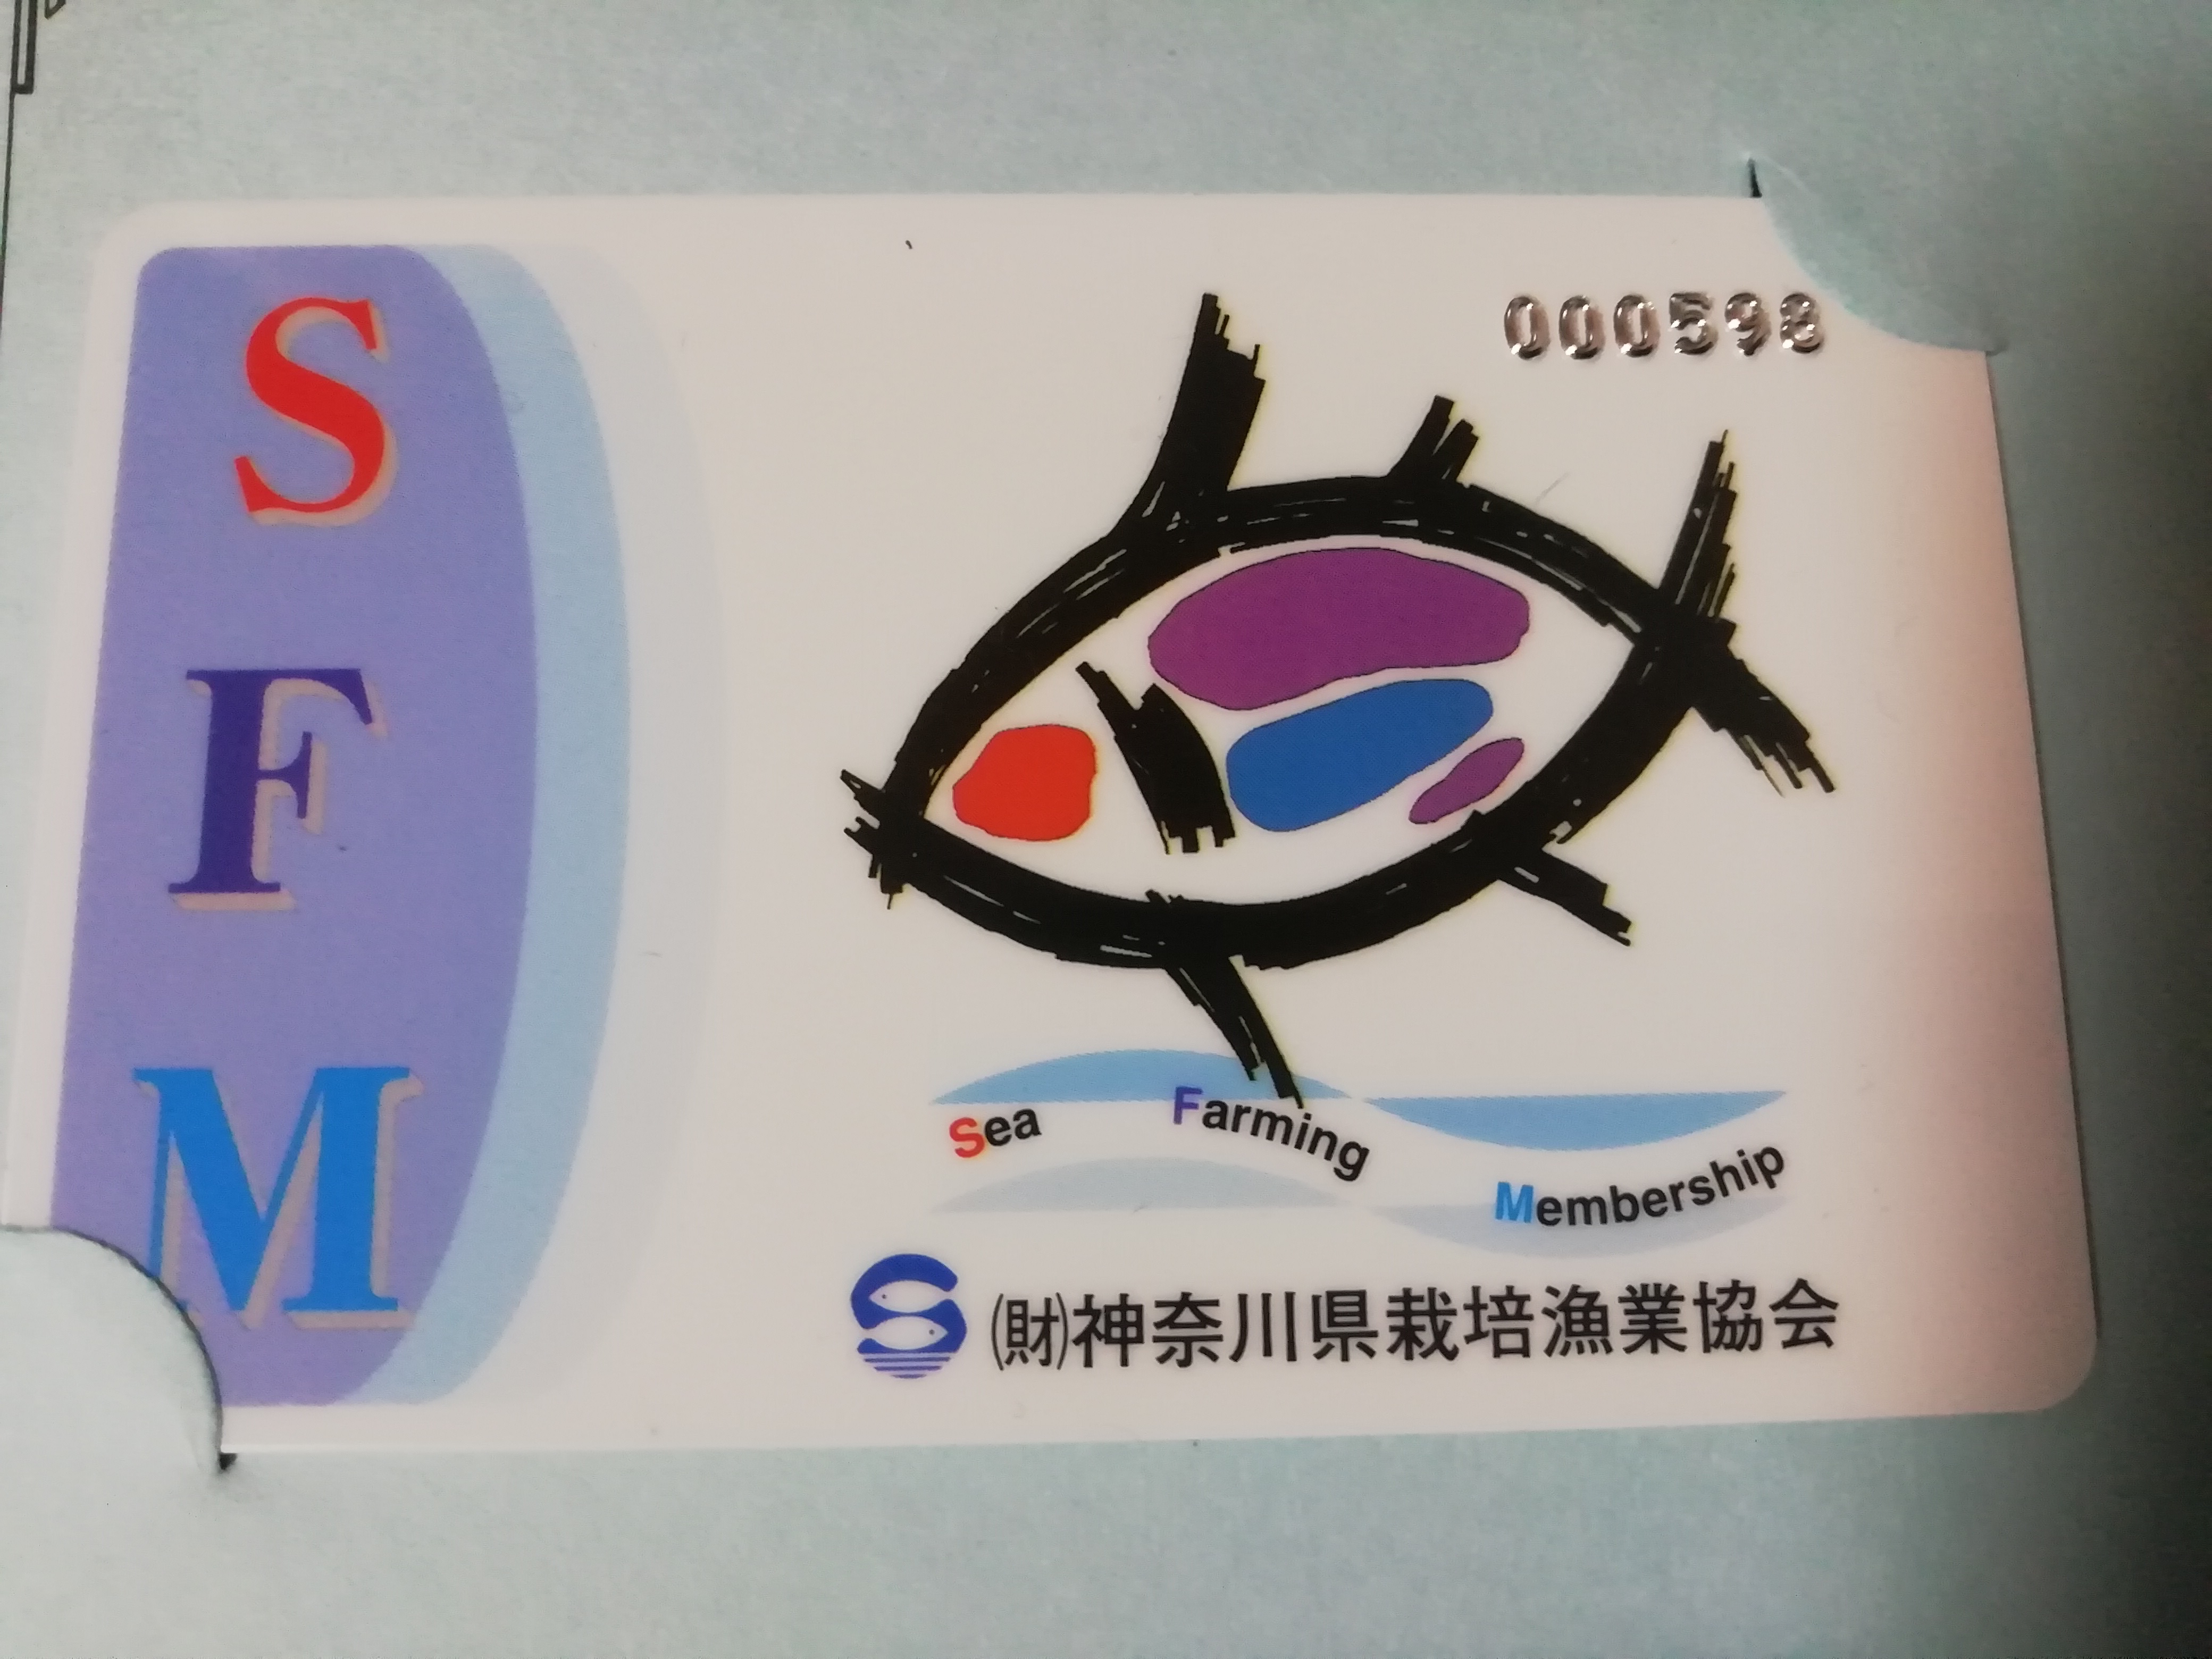 000598
S
F
M
Sea Farming Membership
(財)神奈川県栽培漁業協会